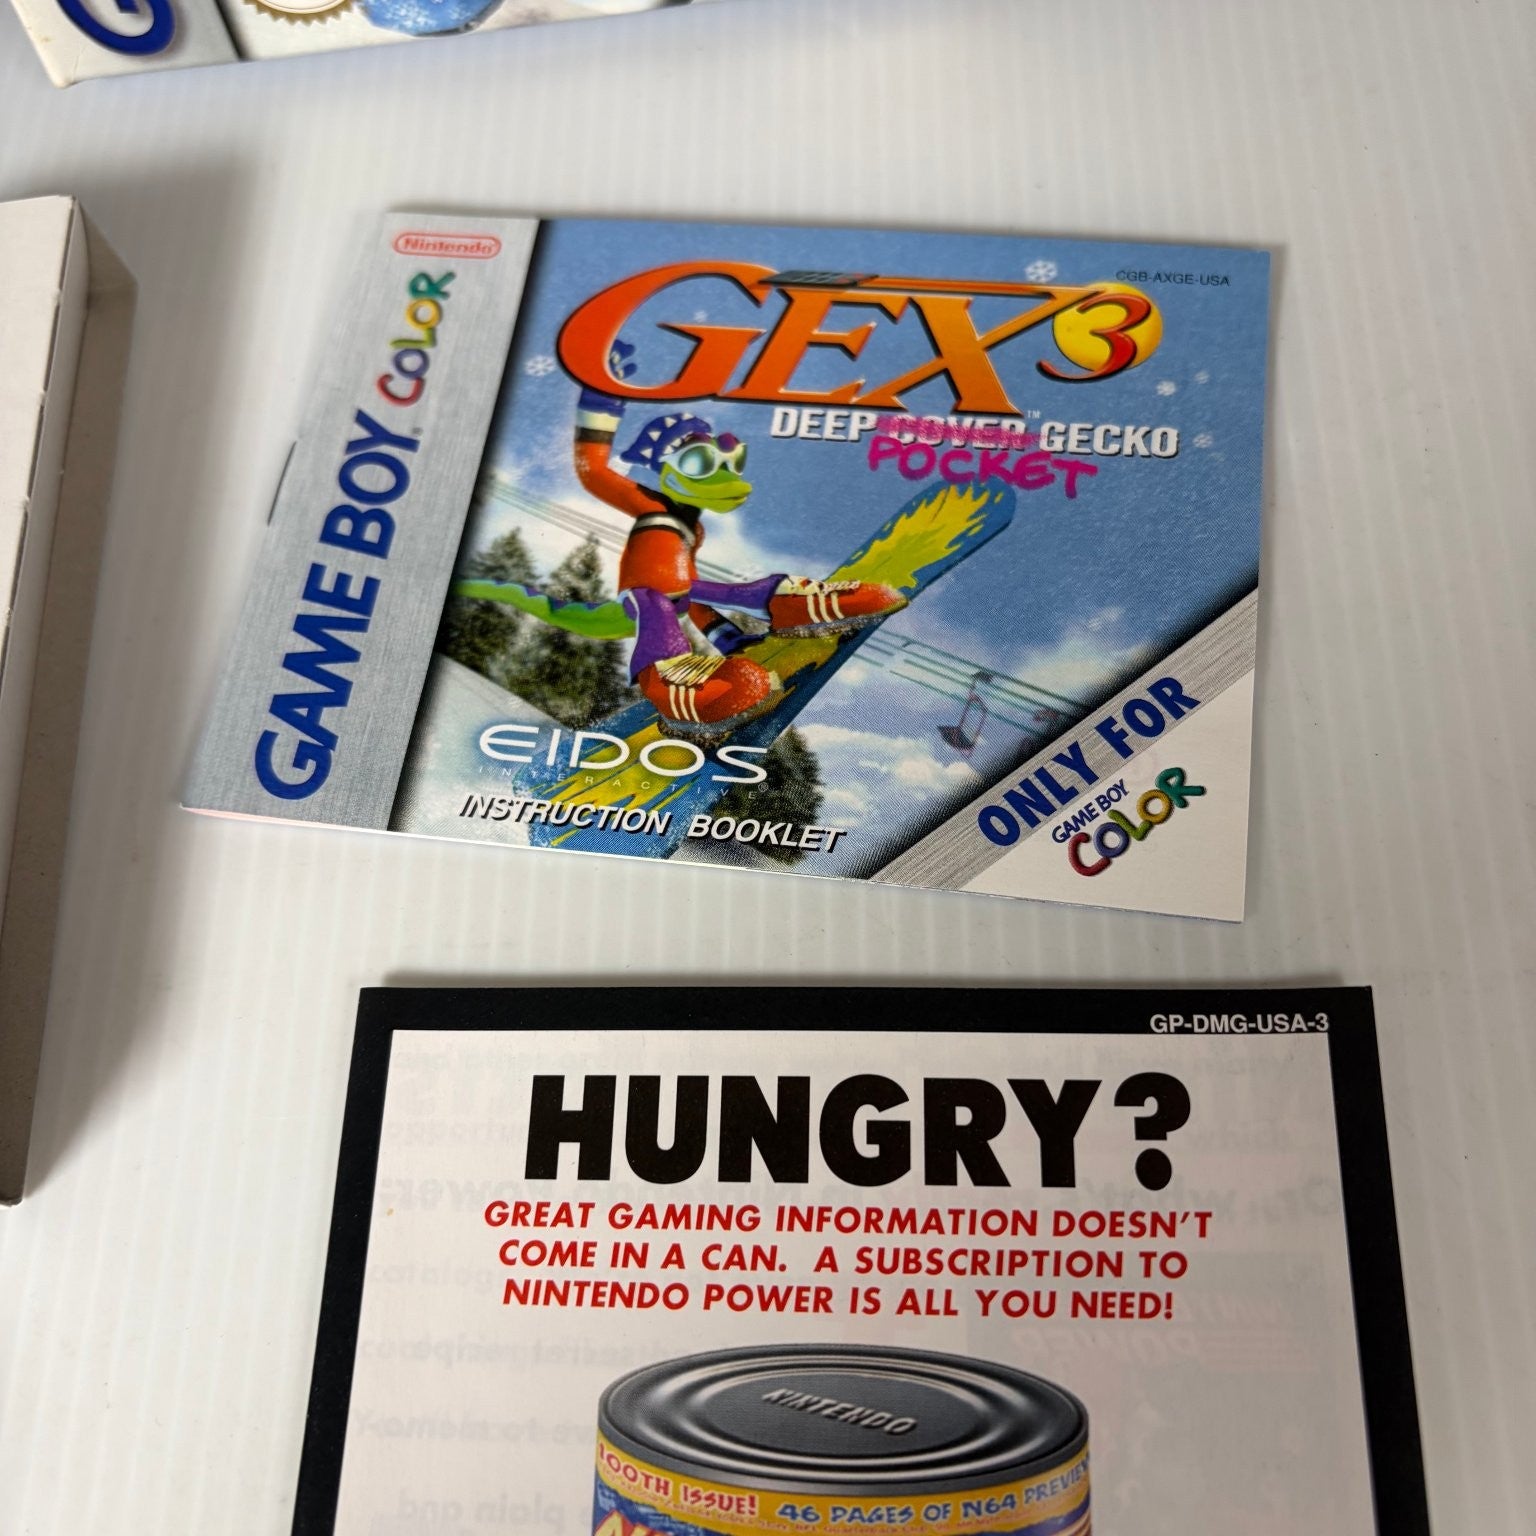 Nintendo
GAME BOY COLOR
CGB-AXGE-USA
GEX 3
™
DEEP COVER GECKO
POCKET
EIDOS
INTERACTIVE®
INSTRUCTION BOOKLET
ONLY FOR
GAME BOY
COLOR
GP-DMG-USA-3
HUNGRY?
GREAT GAMING INFORMATION DOESN'T
COME IN A CAN. A SUBSCRIPTION TO
NINTENDO POWER IS ALL YOU NEED!
NINTENDO
100TH ISSUE! 46 PAGES OF N64 PREVIEW